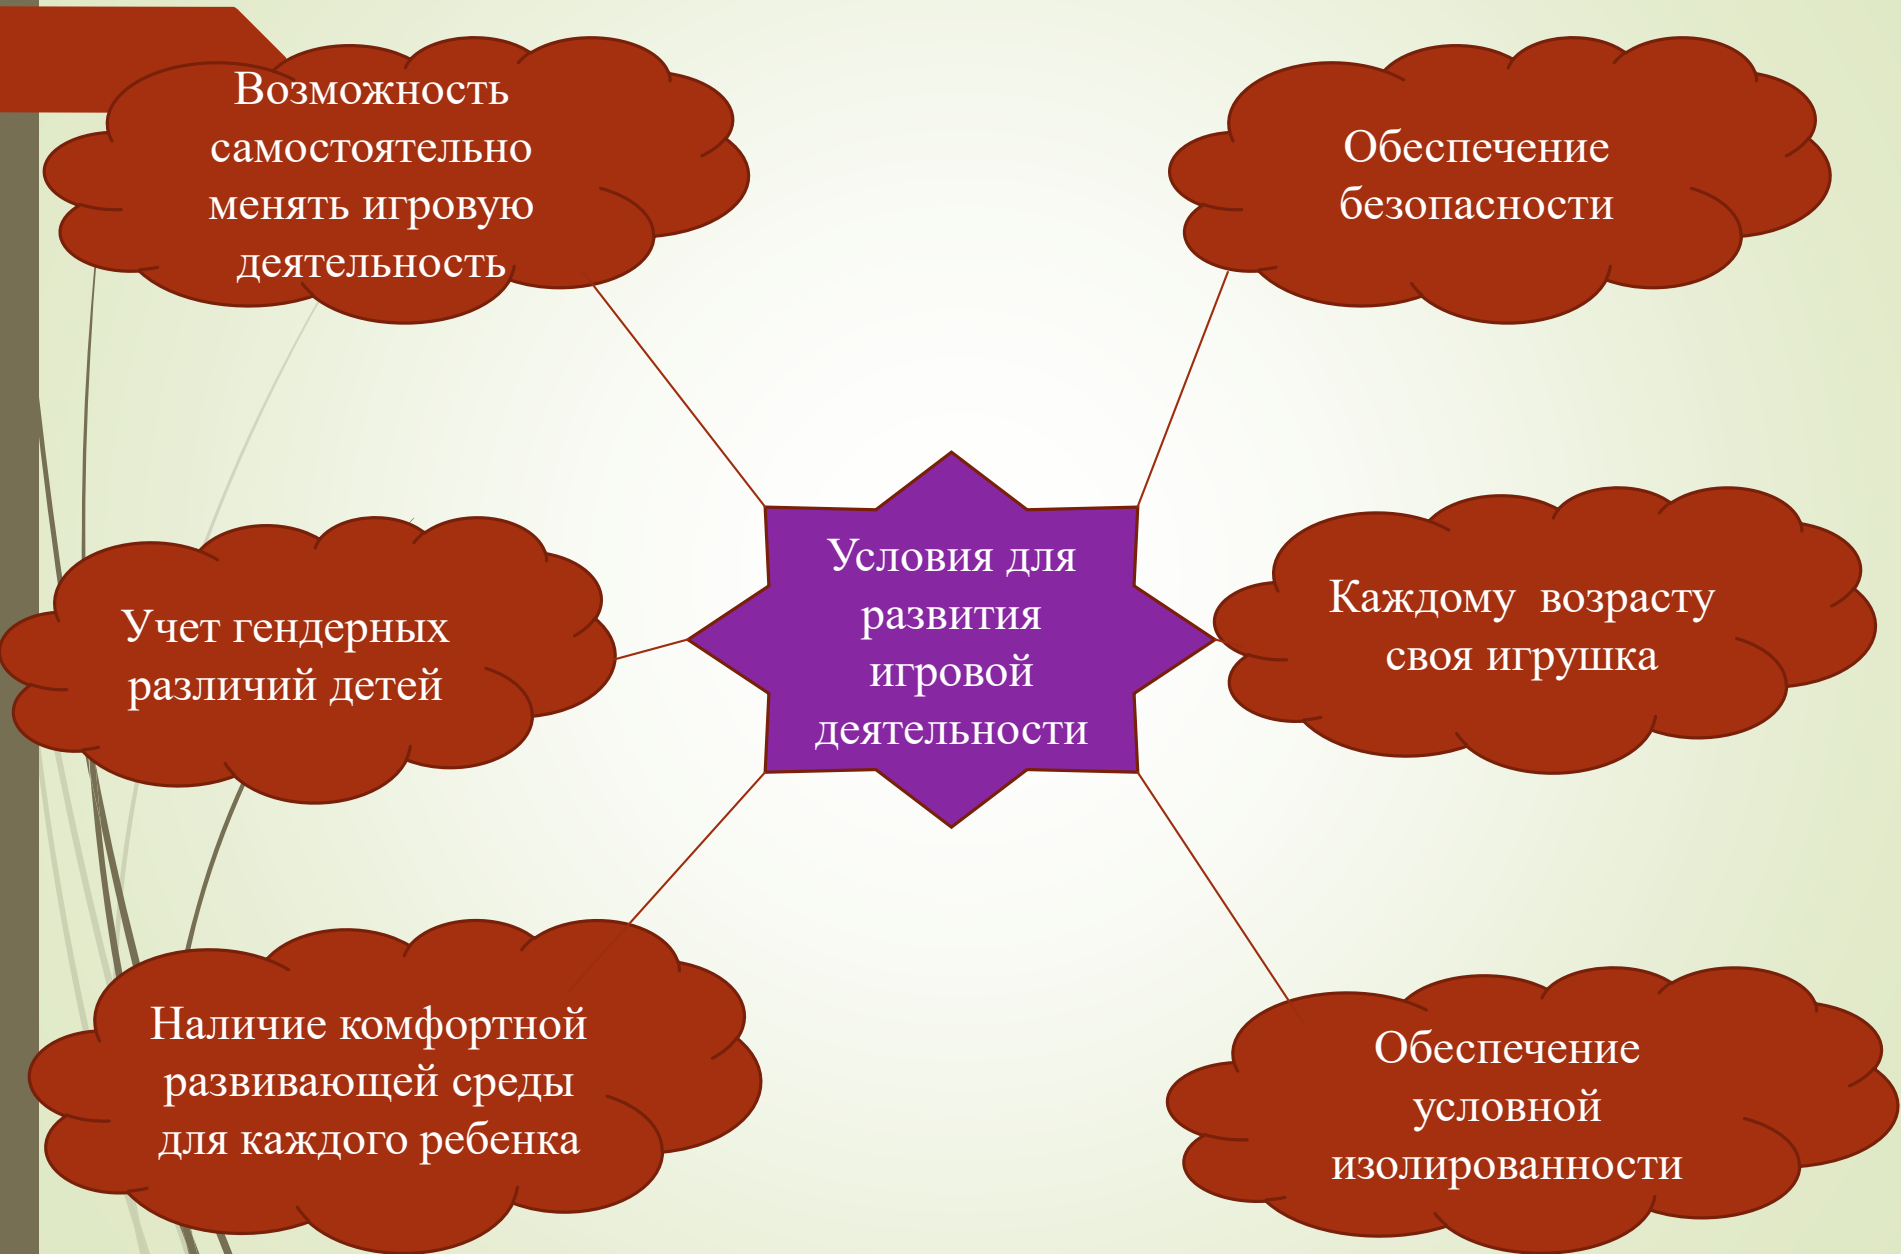 Возможность
самостоятельно
менять игровую
деятельность
Обеспечение
безопасности
Учет гендерных
различий детей
Условия для
развития
игровой
деятельности
Каждому  возрасту
своя игрушка
Наличие комфортной
развивающей среды
для каждого ребенка
Обеспечение
условной
изолированности